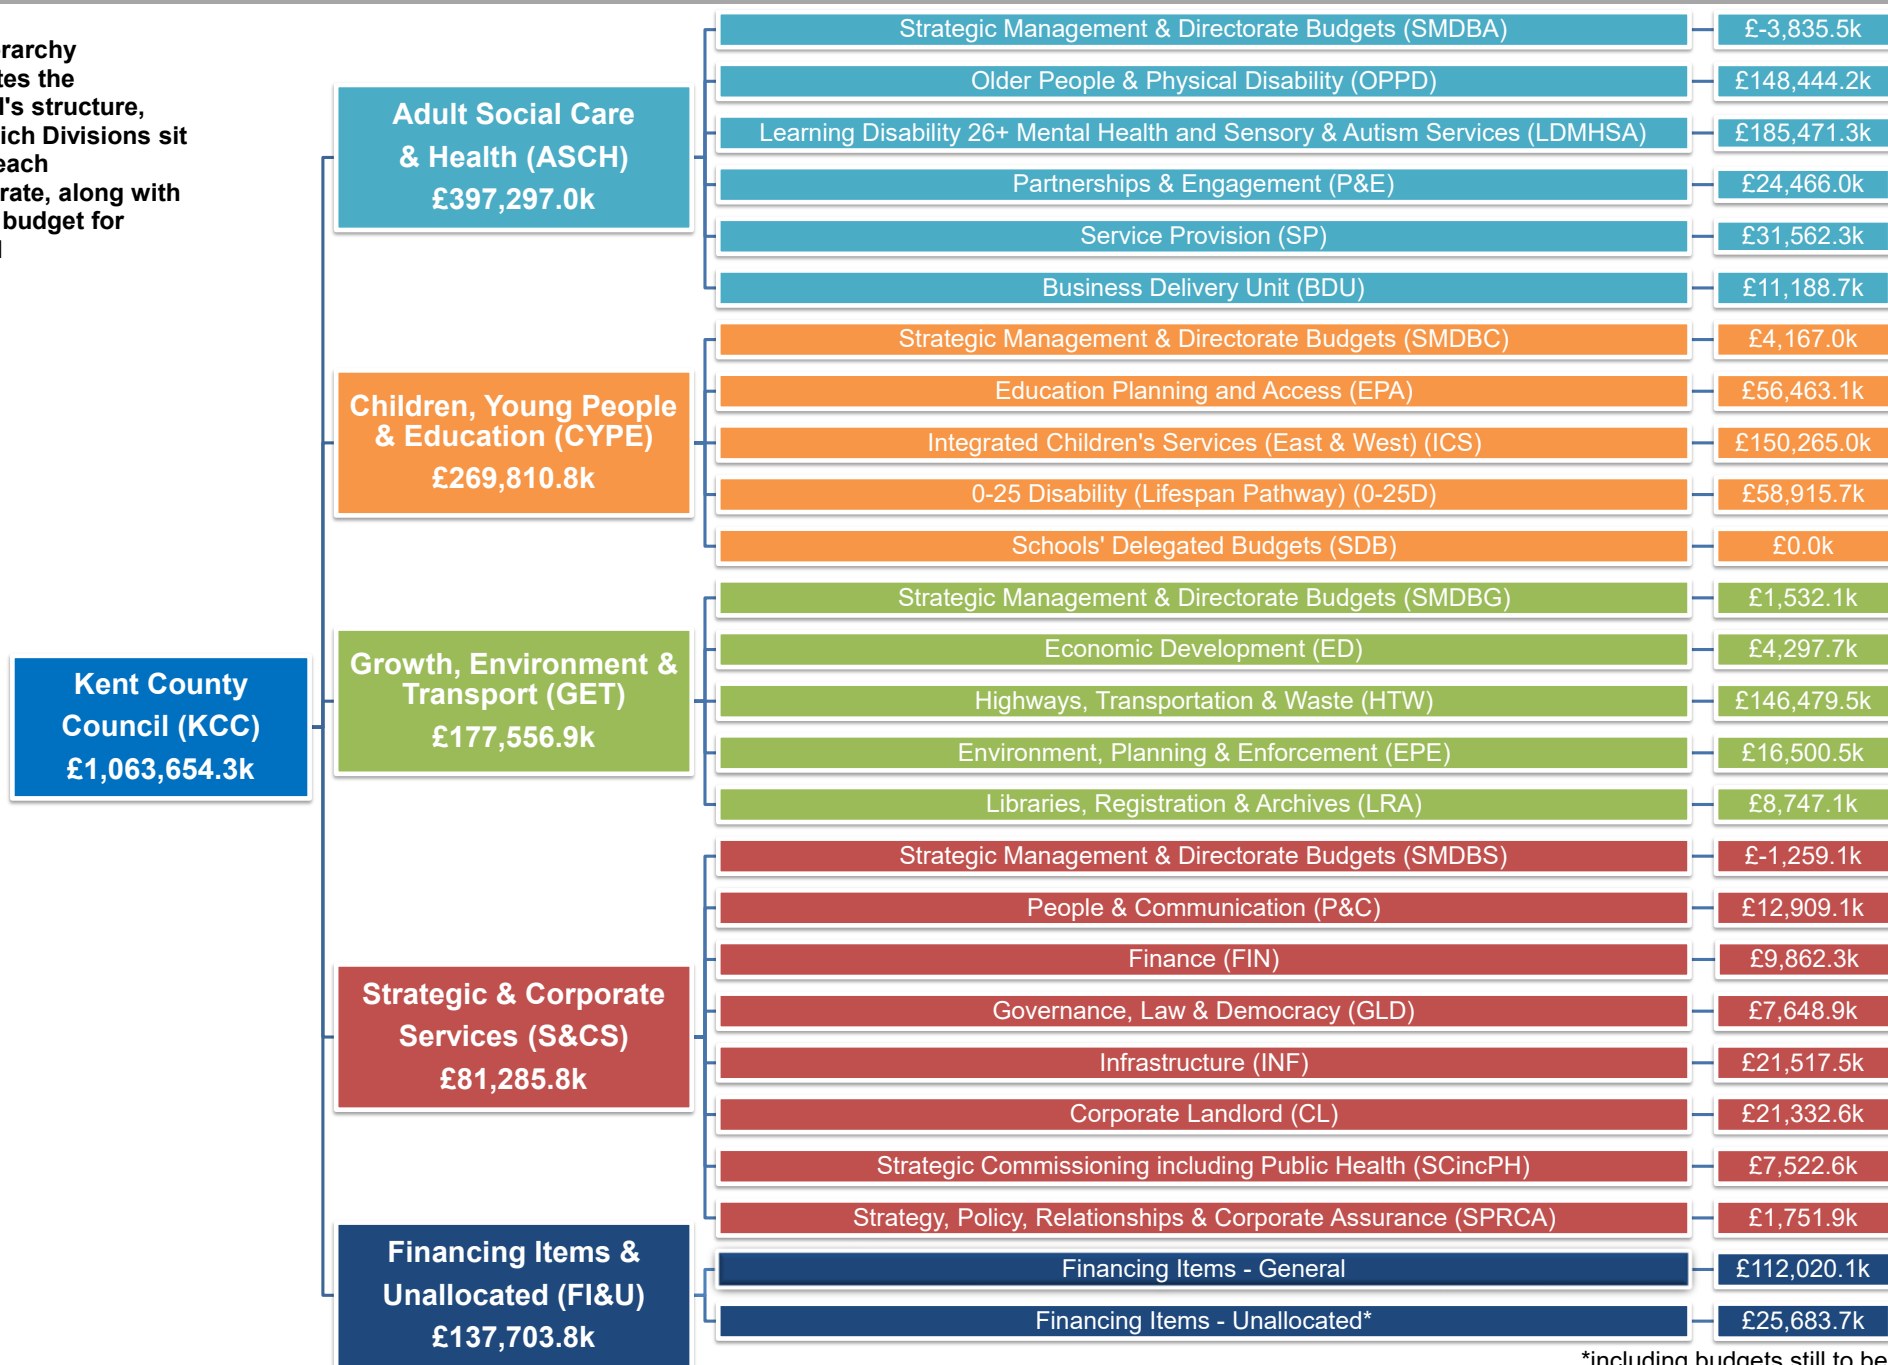 the
structure,
Divisions sit
each
along with
budget for
Kent County
Council (KCC)
£1,063,654.3k
Adult Social Care
& Health (ASCH)
£397,297.0k
Strategic Management & Directorate Budgets (SMDBA) £-3,835.5k
Older People & Physical Disability (OPPD) £148,444.2k
Learning Disability 26+ Mental Health and Sensory & Autism Services (LDMHSA) £185,471.3k
Partnerships & Engagement (P&E) £24,466.0k
Service Provision (SP) £31,562.3k
Business Delivery Unit (BDU) £11,188.7k
Children, Young People
& Education (CYPE)
£269,810.8k
Strategic Management & Directorate Budgets (SMDBC) £4,167.0k
Education Planning and Access (EPA) £56,463.1k
Integrated Children's Services (East & West) (ICS) £150,265.0k
0-25 Disability (Lifespan Pathway) (0-25D) £58,915.7k
Schools' Delegated Budgets (SDB) £0.0k
Growth, Environment &
Transport (GET)
£177,556.9k
Strategic Management & Directorate Budgets (SMDBG) £1,532.1k
Economic Development (ED) £4,297.7k
Highways, Transportation & Waste (HTW) £146,479.5k
Environment, Planning & Enforcement (EPE) £16,500.5k
Libraries, Registration & Archives (LRA) £8,747.1k
Strategic & Corporate
Services (S&CS)
£81,285.8k
Strategic Management & Directorate Budgets (SMDBS) £-1,259.1k
People & Communication (P&C) £12,909.1k
Finance (FIN) £9,862.3k
Governance, Law & Democracy (GLD) £7,648.9k
Infrastructure (INF) £21,517.5k
Corporate Landlord (CL) £21,332.6k
Strategic Commissioning including Public Health (SCincPH) £7,522.6k
Strategy, Policy, Relationships & Corporate Assurance (SPRCA) £1,751.9k
Financing Items &
Unallocated (FI&U)
£137,703.8k
Financing Items - General £112,020.1k
Financing Items - Unallocated* £25,683.7k
*including budgets still to be